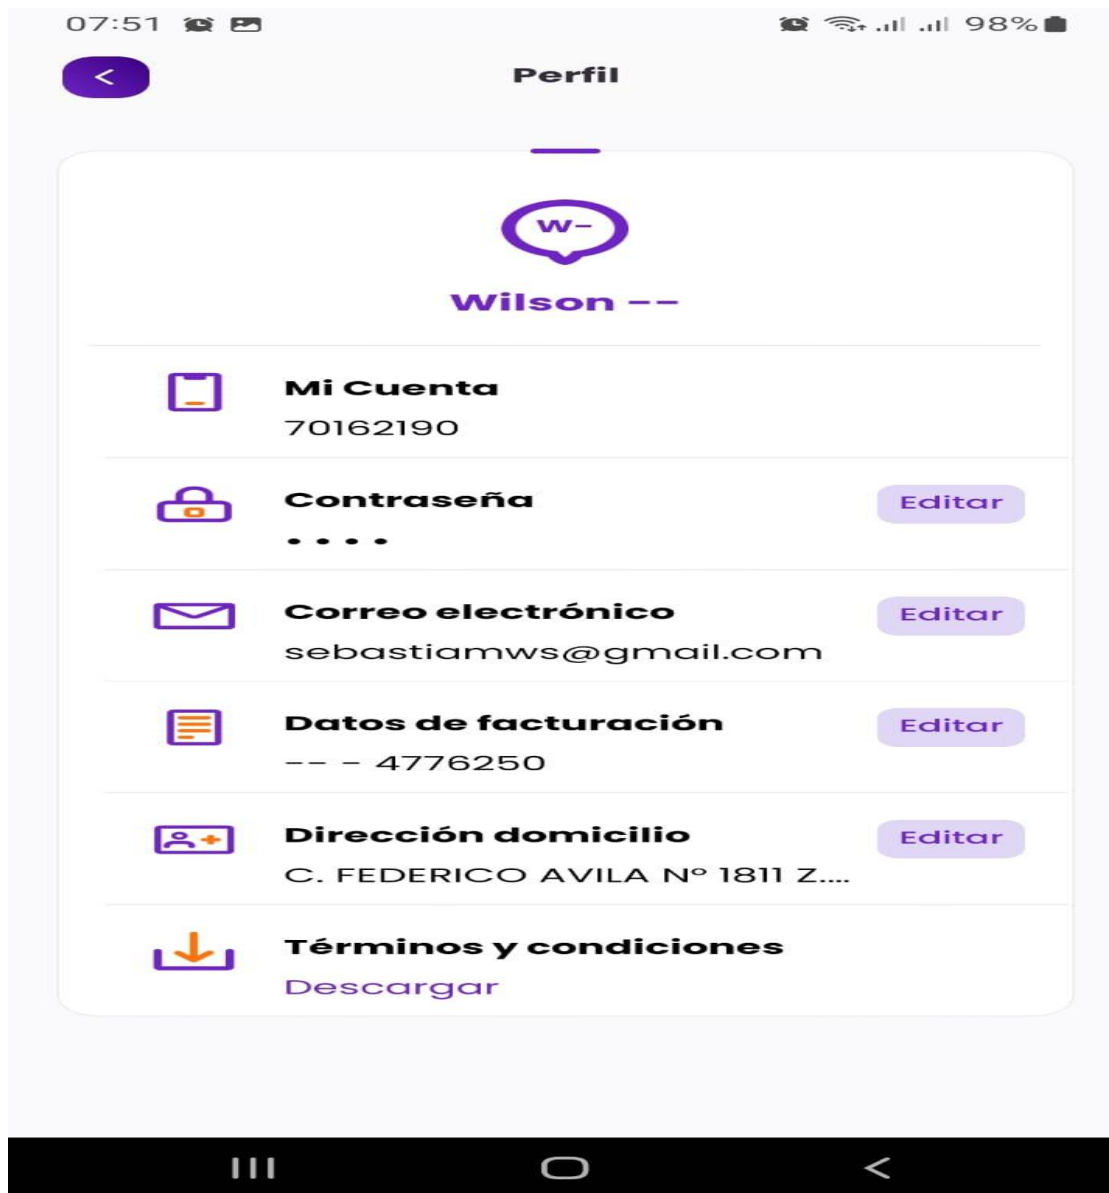 07:51
98%
Perfil
W-
Wilson --
Mi Cuenta
70162190
Contraseña
Editar
••••
Correo electrónico
Editar
sebastiamws@gmail.com
Datos de facturación
Editar
-- - 4776250
Dirección domicilio
Editar
C. FEDERICO AVILA Nº 1811 Z....
Términos y condiciones
Descargar